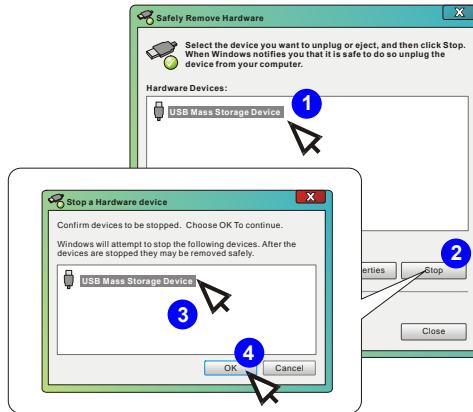 Safely Remove Hardware
X
Select the device you want to unplug or eject, and then click Stop.
When Windows notifies you that it is safe to do so unplug the
device from your computer.
Hardware Devices:
USB Mass Storage Device
1
2
erties
Stop
Close
Stop a Hardware device
X
Confirm devices to be stopped. Choose OK To continue.
Windows will attempt to stop the following devices. After the
devices are stopped they may be removed safely.
USB Mass Storage Device
3
4
OK
Cancel